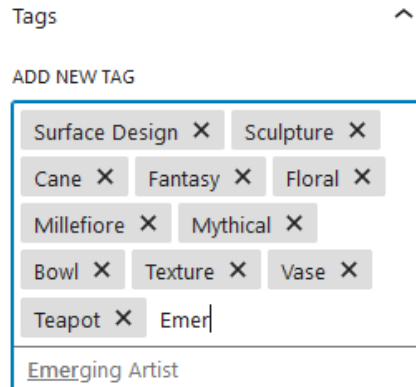 Tags
ADD NEW TAG
Surface Design × Sculpture ×
Cane × Fantasy × Floral ×
Millefiore × Mythical ×
Bowl × Texture × Vase ×
Teapot × Emer
Emerging Artist